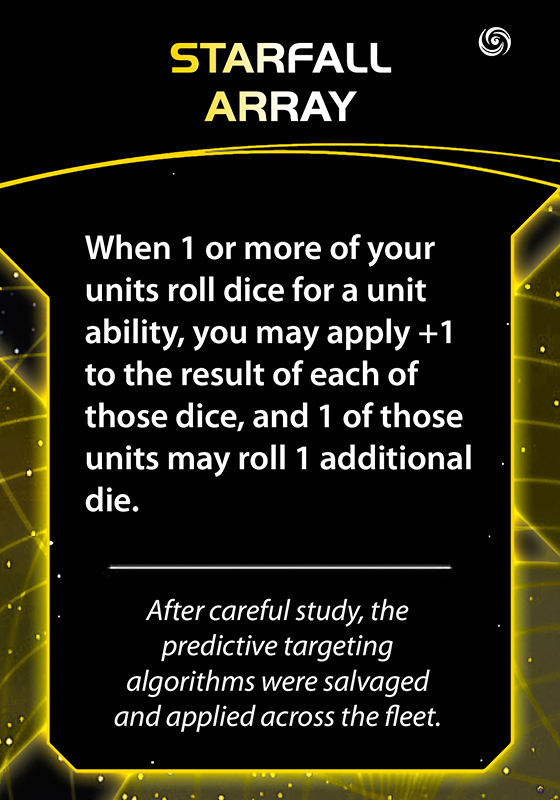 STARFALL
ARRAY
When 1 or more of your
units roll dice for a unit
ability, you may apply +1
to the result of each of
those dice, and 1 of those
units may roll 1 additional
die.
After careful study, the
predictive targeting
algorithms were salvaged
and applied across the fleet.